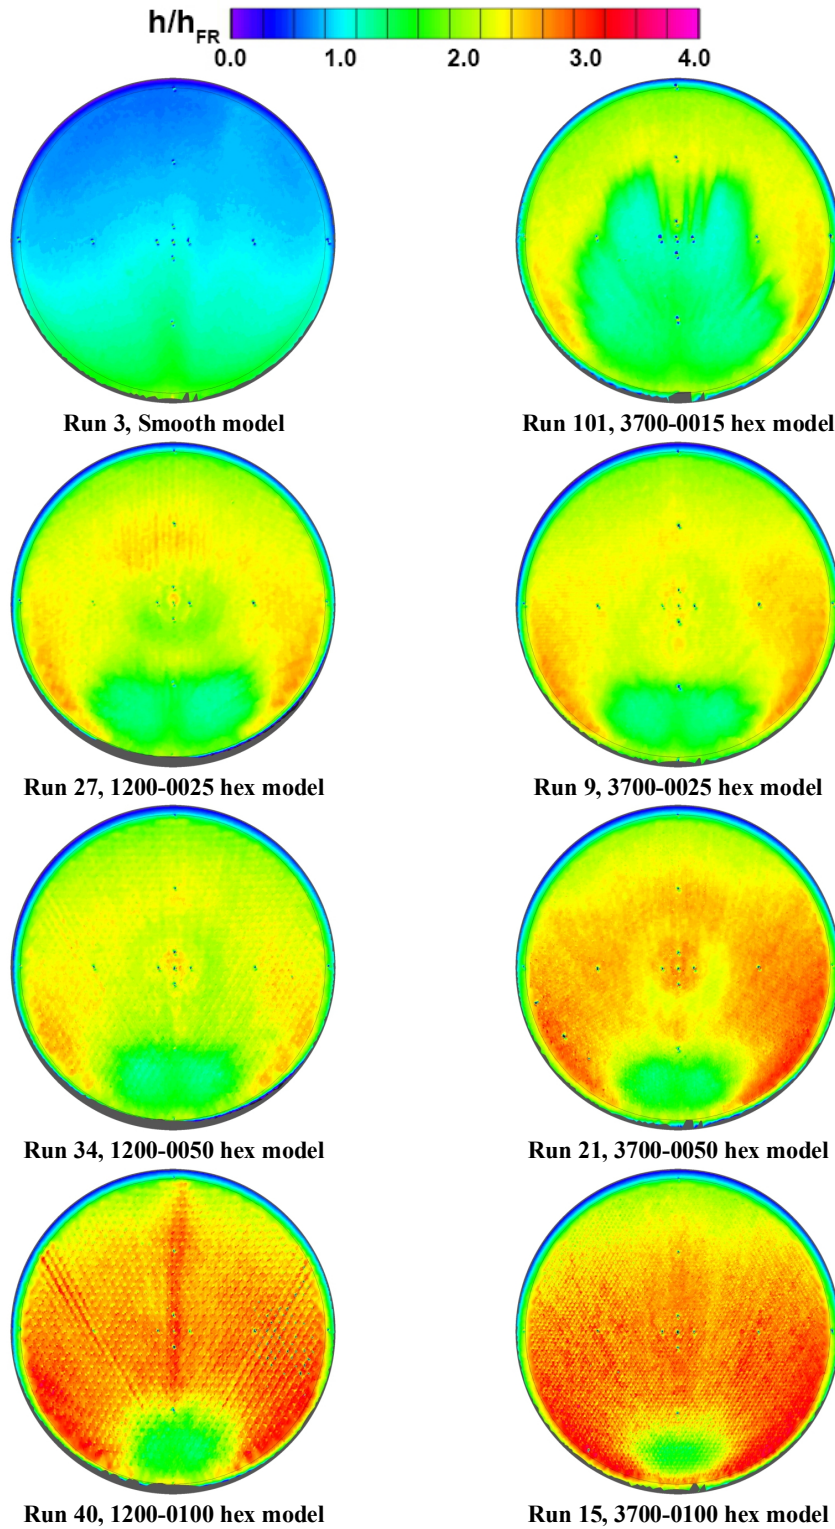 h/hFR
0.0 1.0 2.0 3.0 4.0
Run 3, Smooth model
Run 101, 3700-0015 hex model
Run 27, 1200-0025 hex model
Run 9, 3700-0025 hex model
Run 34, 1200-0050 hex model
Run 21, 3700-0050 hex model
Run 40, 1200-0100 hex model
Run 15, 3700-0100 hex model